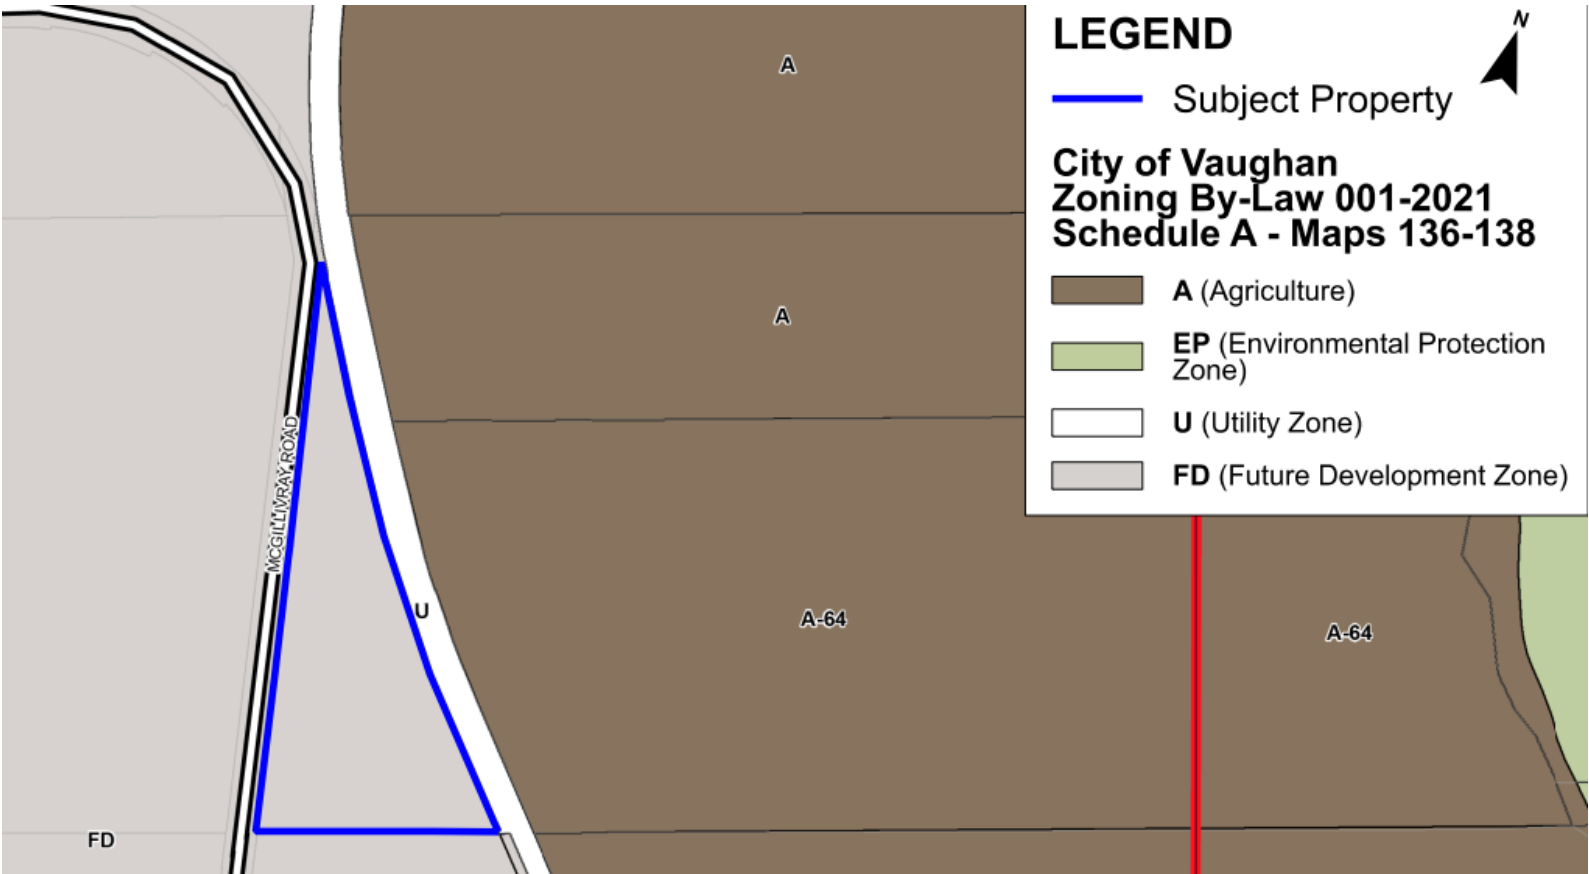 LEGEND
N
Subject Property
City of Vaughan
Zoning By-Law 001-2021
Schedule A - Maps 136-138
A (Agriculture)
EP (Environmental Protection
Zone)
U (Utility Zone)
FD (Future Development Zone)
A
A
MCGILLIVRAY ROAD
U
A-64
A-64
FD